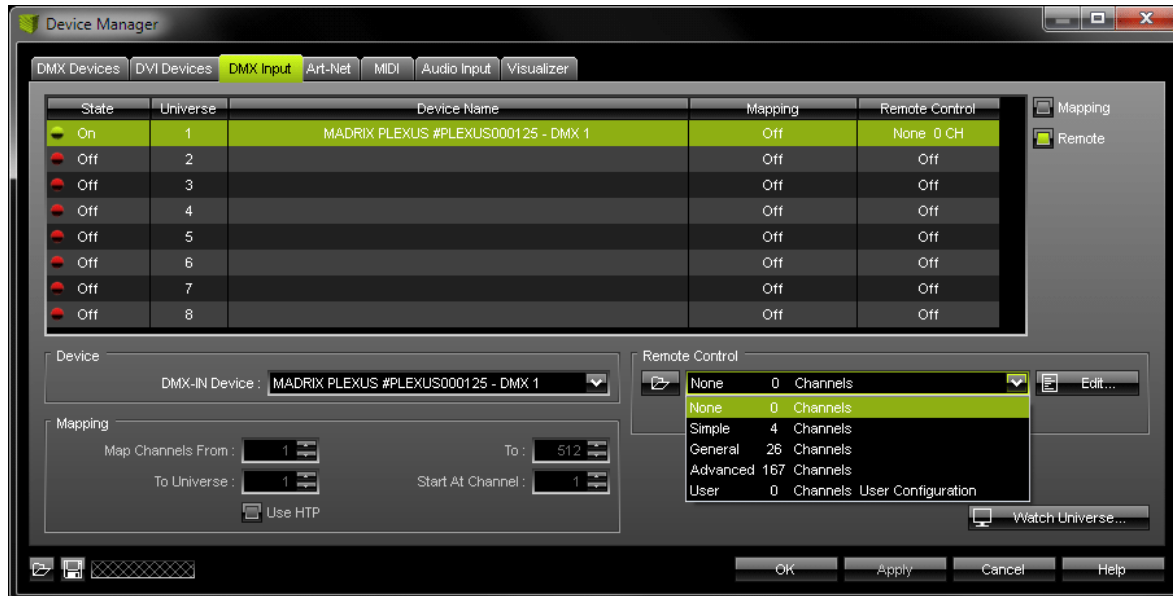 Device Manager
DMX Devices DVI Devices DMX Input Art-Net MIDI Audio Input Visualizer
State Universe Device Name Mapping Remote Control
Mapping
On 1 MADRIX PLEXUS #PLEXUS000125 - DMX 1 Off None 0 CH
Remote
Off 2 Off Off
Off 3 Off Off
Off 4 Off Off
Off 5 Off Off
Off 6 Off Off
Off 7 Off Off
Off 8 Off Off
Device
DMX-IN Device : MADRIX PLEXUS #PLEXUS000125 - DMX 1
Mapping
Map Channels From : 1 To : 512
To Universe : 1 Start At Channel : 1
Use HTP
Remote Control
None 0 Channels Edit...
None 0 Channels
Simple 4 Channels
General 26 Channels
Advanced 167 Channels
User 0 Channels User Configuration
Watch Universe...
OK Apply Cancel Help